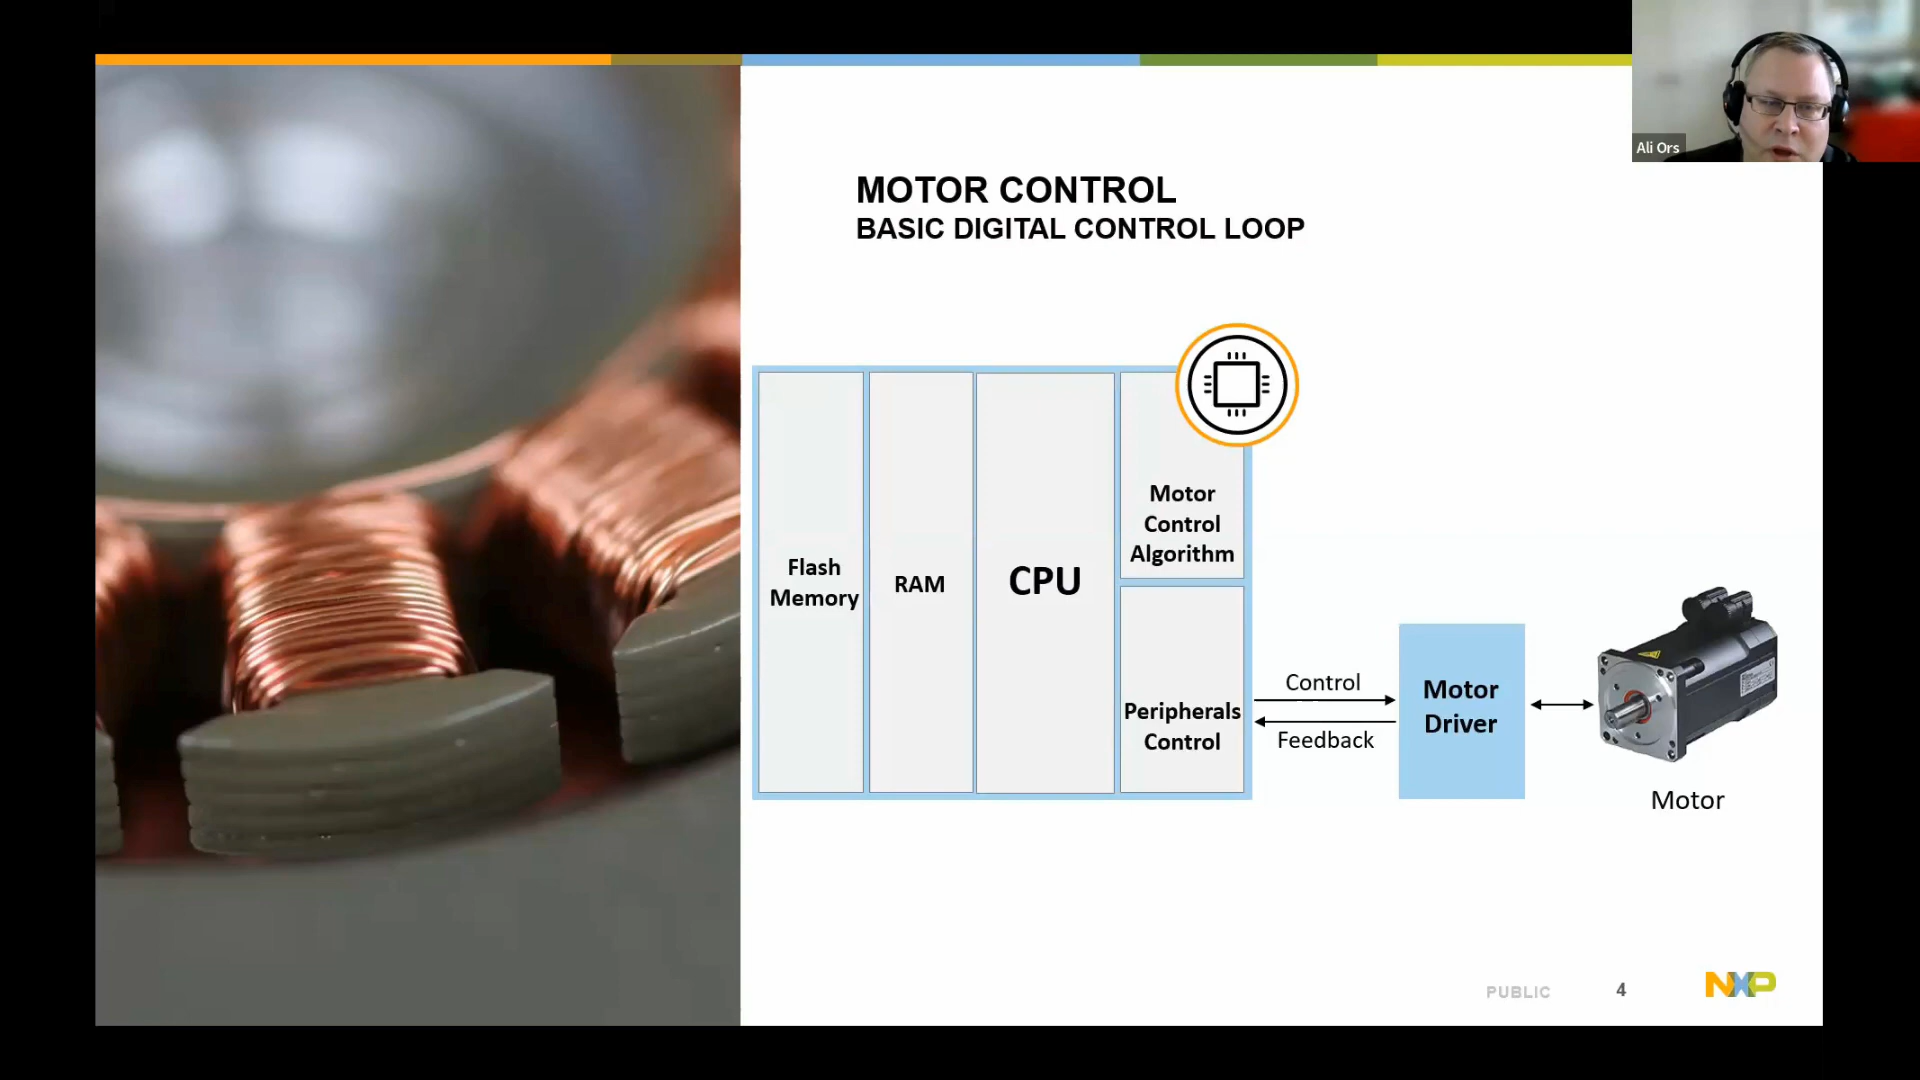 Ali Ors
MOTOR CONTROL
BASIC DIGITAL CONTROL LOOP
Flash
Memory
RAM
CPU
Motor
Control
Algorithm
Peripherals
Control
Control
Feedback
Motor
Driver
Motor
PUBLIC
4
NXP